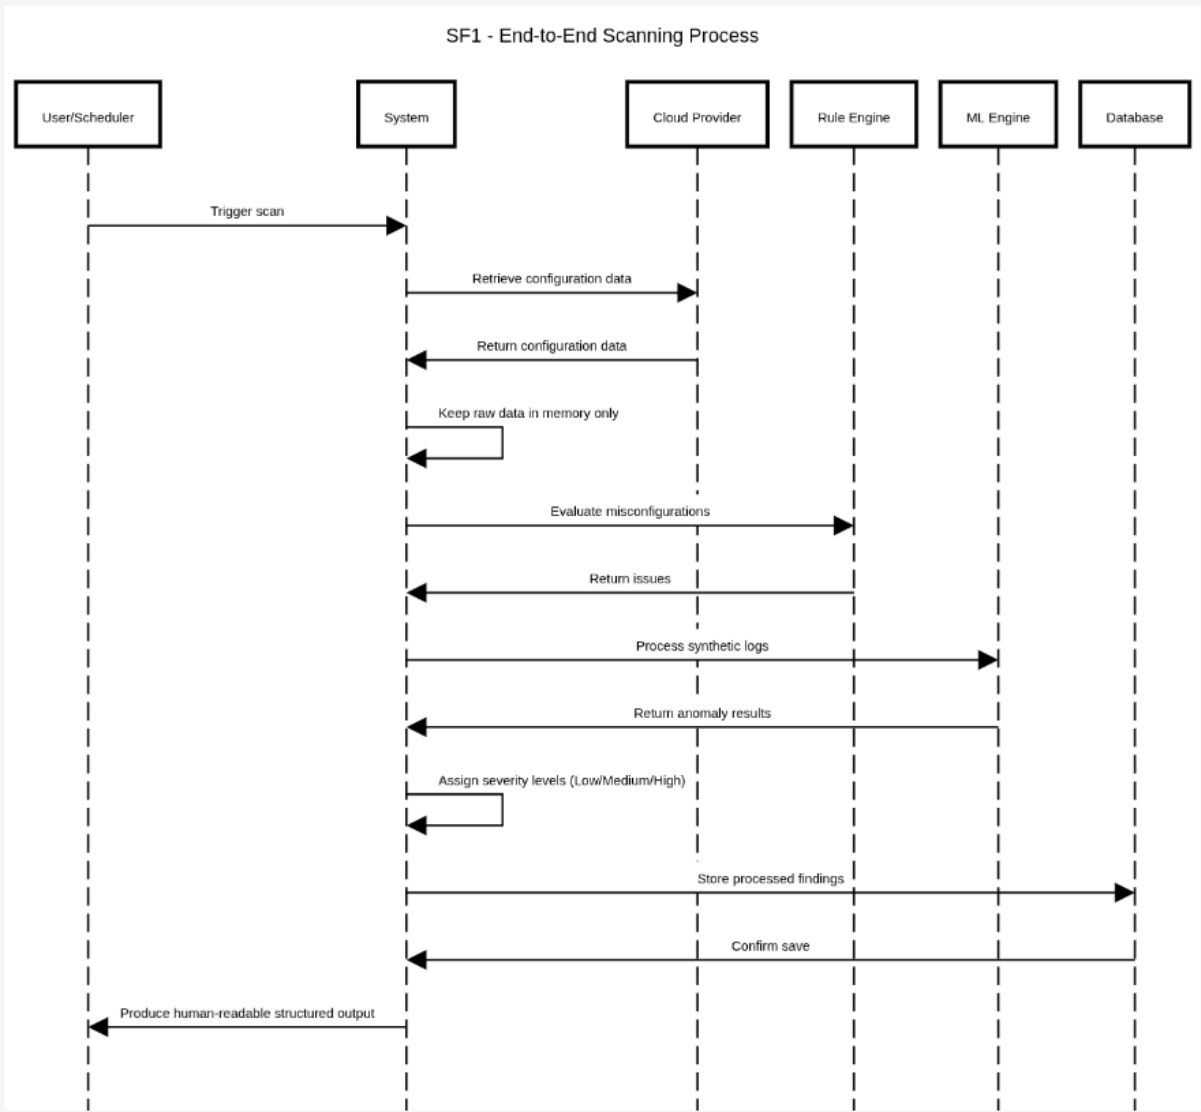 SF1 - End-to-End Scanning Process
User/Scheduler
System
Cloud Provider
Rule Engine
ML Engine
Database
Trigger scan
Retrieve configuration data
Return configuration data
Keep raw data in memory only
Evaluate misconfigurations
Return issues
Process synthetic logs
Return anomaly results
Assign severity levels (Low/Medium/High)
Store processed findings
Confirm save
Produce human-readable structured output